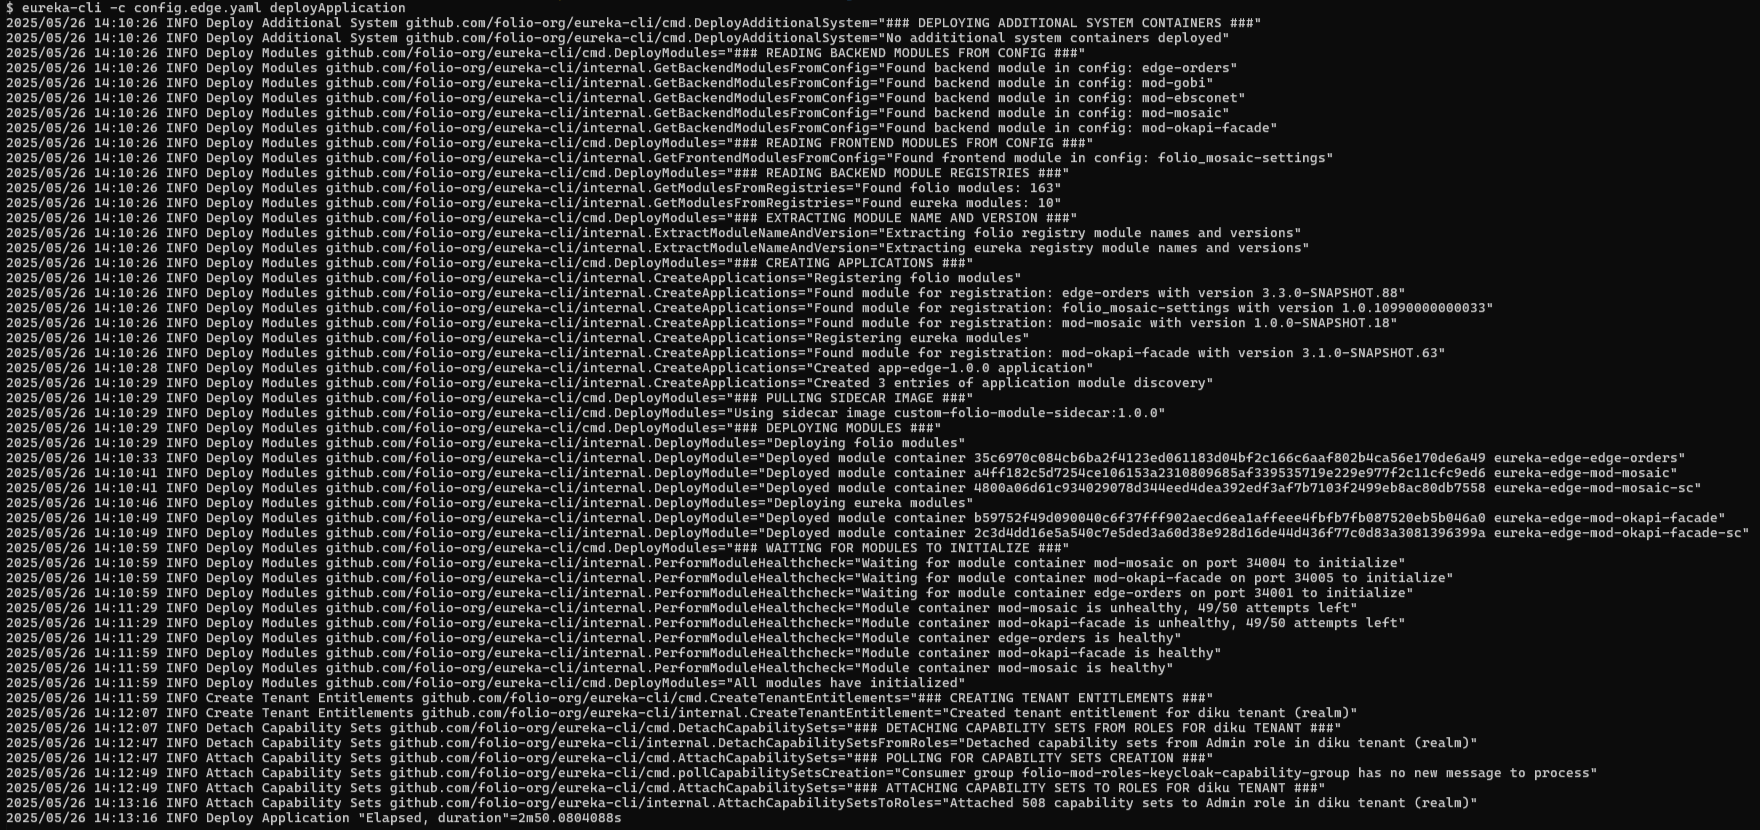 $ eureka-cli -c config.edge.yaml deployApplication
2025/05/26 14:10:26 INFO Deploy Additional System github.com/folio-org/eureka-cli/cmd.DeployAdditionalSystem="### DEPLOYING ADDITIONAL SYSTEM CONTAINERS ###"
2025/05/26 14:10:26 INFO Deploy Additional System github.com/folio-org/eureka-cli/cmd.DeployAdditionalSystem="No addititional system containers deployed"
2025/05/26 14:10:26 INFO Deploy Modules github.com/folio-org/eureka-cli/cmd.DeployModules="### READING BACKEND MODULES FROM CONFIG ###"
2025/05/26 14:10:26 INFO Deploy Modules github.com/folio-org/eureka-cli/internal.GetBackendModulesFromConfig="Found backend module in config: edge-orders"
2025/05/26 14:10:26 INFO Deploy Modules github.com/folio-org/eureka-cli/internal.GetBackendModulesFromConfig="Found backend module in config: mod-gobi"
2025/05/26 14:10:26 INFO Deploy Modules github.com/folio-org/eureka-cli/internal.GetBackendModulesFromConfig="Found backend module in config: mod-ebsconet"
2025/05/26 14:10:26 INFO Deploy Modules github.com/folio-org/eureka-cli/internal.GetBackendModulesFromConfig="Found backend module in config: mod-mosaic"
2025/05/26 14:10:26 INFO Deploy Modules github.com/folio-org/eureka-cli/internal.GetBackendModulesFromConfig="Found backend module in config: mod-okapi-facade"
2025/05/26 14:10:26 INFO Deploy Modules github.com/folio-org/eureka-cli/cmd.DeployModules="### READING FRONTEND MODULES FROM CONFIG ###"
2025/05/26 14:10:26 INFO Deploy Modules github.com/folio-org/eureka-cli/internal.GetFrontendModulesFromConfig="Found frontend module in config: folio_mosaic-settings"
2025/05/26 14:10:26 INFO Deploy Modules github.com/folio-org/eureka-cli/cmd.DeployModules="### READING BACKEND MODULE REGISTRIES ###"
2025/05/26 14:10:26 INFO Deploy Modules github.com/folio-org/eureka-cli/internal.GetModulesFromRegistries="Found folio modules: 163"
2025/05/26 14:10:26 INFO Deploy Modules github.com/folio-org/eureka-cli/internal.GetModulesFromRegistries="Found eureka modules: 10"
2025/05/26 14:10:26 INFO Deploy Modules github.com/folio-org/eureka-cli/cmd.DeployModules="### EXTRACTING MODULE NAME AND VERSION ###"
2025/05/26 14:10:26 INFO Deploy Modules github.com/folio-org/eureka-cli/internal.ExtractModuleNameAndVersion="Extracting folio registry module names and versions"
2025/05/26 14:10:26 INFO Deploy Modules github.com/folio-org/eureka-cli/internal.ExtractModuleNameAndVersion="Extracting eureka registry module names and versions"
2025/05/26 14:10:26 INFO Deploy Modules github.com/folio-org/eureka-cli/cmd.DeployModules="### CREATING APPLICATIONS ###"
2025/05/26 14:10:26 INFO Deploy Modules github.com/folio-org/eureka-cli/internal.CreateApplications="Registering folio modules"
2025/05/26 14:10:26 INFO Deploy Modules github.com/folio-org/eureka-cli/internal.CreateApplications="Found module for registration: edge-orders with version 3.3.0-SNAPSHOT.88"
2025/05/26 14:10:26 INFO Deploy Modules github.com/folio-org/eureka-cli/internal.CreateApplications="Found module for registration: folio_mosaic-settings with version 1.0.10990000000033"
2025/05/26 14:10:26 INFO Deploy Modules github.com/folio-org/eureka-cli/internal.CreateApplications="Found module for registration: mod-mosaic with version 1.0.0-SNAPSHOT.18"
2025/05/26 14:10:26 INFO Deploy Modules github.com/folio-org/eureka-cli/internal.CreateApplications="Registering eureka modules"
2025/05/26 14:10:26 INFO Deploy Modules github.com/folio-org/eureka-cli/internal.CreateApplications="Found module for registration: mod-okapi-facade with version 3.1.0-SNAPSHOT.63"
2025/05/26 14:10:28 INFO Deploy Modules github.com/folio-org/eureka-cli/internal.CreateApplications="Created app-edge-1.0.0 application"
2025/05/26 14:10:29 INFO Deploy Modules github.com/folio-org/eureka-cli/internal.CreateApplications="Created 3 entries of application module discovery"
2025/05/26 14:10:29 INFO Deploy Modules github.com/folio-org/eureka-cli/cmd.DeployModules="### PULLING SIDECAR IMAGE ###"
2025/05/26 14:10:29 INFO Deploy Modules github.com/folio-org/eureka-cli/cmd.DeployModules="Using sidecar image custom-folio-module-sidecar:1.0.0"
2025/05/26 14:10:29 INFO Deploy Modules github.com/folio-org/eureka-cli/cmd.DeployModules="### DEPLOYING MODULES ###"
2025/05/26 14:10:29 INFO Deploy Modules github.com/folio-org/eureka-cli/internal.DeployModules="Deploying folio modules"
2025/05/26 14:10:33 INFO Deploy Modules github.com/folio-org/eureka-cli/internal.DeployModule="Deployed module container 35c6970c084cb6ba2f4123ed061183d04bf2c166c6aaf802b4ca56e170de6a49 eureka-edge-edge-orders"
2025/05/26 14:10:41 INFO Deploy Modules github.com/folio-org/eureka-cli/internal.DeployModule="Deployed module container a4ff182c5d7254ce106153a2310809685af339535719e229e977f2c11cfc9ed6 eureka-edge-mod-mosaic"
2025/05/26 14:10:41 INFO Deploy Modules github.com/folio-org/eureka-cli/internal.DeployModule="Deployed module container 4800a06d61c934029078d344eed4dea392edf3af7b7103f2499eb8ac80db7558 eureka-edge-mod-mosaic-sc"
2025/05/26 14:10:46 INFO Deploy Modules github.com/folio-org/eureka-cli/internal.DeployModules="Deploying eureka modules"
2025/05/26 14:10:49 INFO Deploy Modules github.com/folio-org/eureka-cli/internal.DeployModule="Deployed module container b59752f49d090040c6f37fff902aecd6ea1affeee4fbfb7fb087520eb5b046a0 eureka-edge-mod-okapi-facade"
2025/05/26 14:10:49 INFO Deploy Modules github.com/folio-org/eureka-cli/internal.DeployModule="Deployed module container 2c3d4dd16e5a540c7e5ded3a60d38e928d16de44d436f77c0d83a3081396399a eureka-edge-mod-okapi-facade-sc"
2025/05/26 14:10:59 INFO Deploy Modules github.com/folio-org/eureka-cli/cmd.DeployModules="### WAITING FOR MODULES TO INITIALIZE ###"
2025/05/26 14:10:59 INFO Deploy Modules github.com/folio-org/eureka-cli/internal.PerformModuleHealthcheck="Waiting for module container mod-mosaic on port 34004 to initialize"
2025/05/26 14:10:59 INFO Deploy Modules github.com/folio-org/eureka-cli/internal.PerformModuleHealthcheck="Waiting for module container mod-okapi-facade on port 34005 to initialize"
2025/05/26 14:10:59 INFO Deploy Modules github.com/folio-org/eureka-cli/internal.PerformModuleHealthcheck="Waiting for module container edge-orders on port 34001 to initialize"
2025/05/26 14:11:29 INFO Deploy Modules github.com/folio-org/eureka-cli/internal.PerformModuleHealthcheck="Module container mod-mosaic is unhealthy, 49/50 attempts left"
2025/05/26 14:11:29 INFO Deploy Modules github.com/folio-org/eureka-cli/internal.PerformModuleHealthcheck="Module container mod-okapi-facade is unhealthy, 49/50 attempts left"
2025/05/26 14:11:29 INFO Deploy Modules github.com/folio-org/eureka-cli/internal.PerformModuleHealthcheck="Module container edge-orders is healthy"
2025/05/26 14:11:59 INFO Deploy Modules github.com/folio-org/eureka-cli/internal.PerformModuleHealthcheck="Module container mod-okapi-facade is healthy"
2025/05/26 14:11:59 INFO Deploy Modules github.com/folio-org/eureka-cli/internal.PerformModuleHealthcheck="Module container mod-mosaic is healthy"
2025/05/26 14:11:59 INFO Deploy Modules github.com/folio-org/eureka-cli/cmd.DeployModules="All modules have initialized"
2025/05/26 14:11:59 INFO Create Tenant Entitlements github.com/folio-org/eureka-cli/cmd.CreateTenantEntitlements="### CREATING TENANT ENTITLEMENTS ###"
2025/05/26 14:12:07 INFO Create Tenant Entitlements github.com/folio-org/eureka-cli/internal.CreateTenantEntitlement="Created tenant entitlement for diku tenant (realm)"
2025/05/26 14:12:07 INFO Detach Capability Sets github.com/folio-org/eureka-cli/cmd.DetachCapabilitySets="### DETACHING CAPABILITY SETS FROM ROLES FOR diku TENANT ###"
2025/05/26 14:12:47 INFO Detach Capability Sets github.com/folio-org/eureka-cli/internal.DetachCapabilitySetsFromRoles="Detached capability sets from Admin role in diku tenant (realm)"
2025/05/26 14:12:47 INFO Attach Capability Sets github.com/folio-org/eureka-cli/cmd.AttachCapabilitySets="### POLLING FOR CAPABILITY SETS CREATION ###"
2025/05/26 14:12:49 INFO Attach Capability Sets github.com/folio-org/eureka-cli/cmd.pollCapabilitySetsCreation="Consumer group folio-mod-roles-keycloak-capability-group has no new message to process"
2025/05/26 14:12:49 INFO Attach Capability Sets github.com/folio-org/eureka-cli/cmd.AttachCapabilitySets="### ATTACHING CAPABILITY SETS TO ROLES FOR diku TENANT ###"
2025/05/26 14:13:16 INFO Attach Capability Sets github.com/folio-org/eureka-cli/internal.AttachCapabilitySetsToRoles="Attached 508 capability sets to Admin role in diku tenant (realm)"
2025/05/26 14:13:16 INFO Deploy Application "Elapsed, duration"=2m50.0804088s